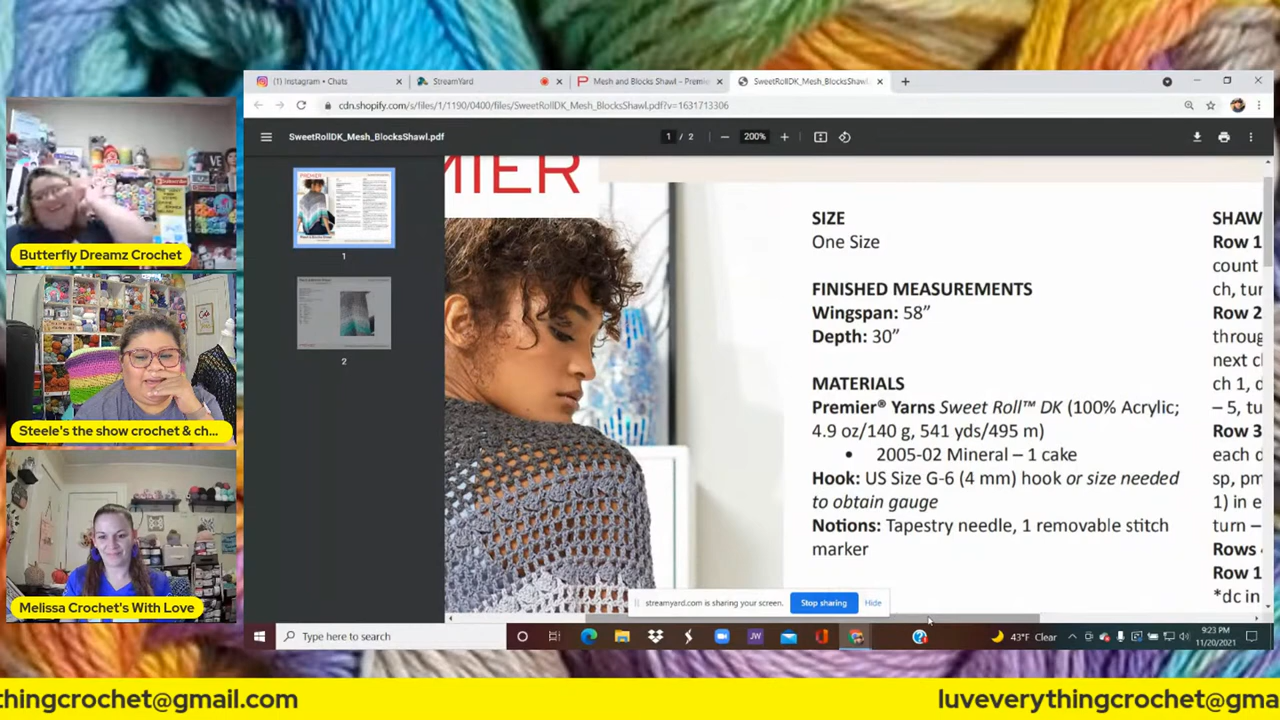 (1) Instagram • Chats
StreamYard
Mesh and Blocks Shawl – Premie
SweetRollDK_Mesh_BlocksShawl.
cdn.shopify.com/s/files/1/1190/0400/files/SweetRollDK_Mesh_BlocksShawl.pdf?v=1631713306
SweetRollDK_Mesh_BlocksShawl.pdf
1 / 2
200%
1
2
MIER
SIZE
One Size
FINISHED MEASUREMENTS
Wingspan: 58”
Depth: 30”
MATERIALS
Premier® Yarns Sweet Roll™ DK (100% Acrylic;
4.9 oz/140 g, 541 yds/495 m)
• 2005-02 Mineral – 1 cake
Hook: US Size G-6 (4 mm) hook or size needed
to obtain gauge
Notions: Tapestry needle, 1 removable stitch
marker
SHAW
Row 1
count
ch, tur
Row 2
throug
next c
ch 1, d
– 5, tu
Row 3
each d
sp, pm
1) in e
turn –
Rows
Row 1
*dc in
streamyard.com is sharing your screen.
Stop sharing
Hide
Butterfly Dreamz Crochet
Steele's the show crochet & ch...
Melissa Crochet's With Love
Type here to search
JW
43°F Clear
9:23 PM
11/20/2021
thingcrochet@gmail.com
luveverythingcrochet@gma